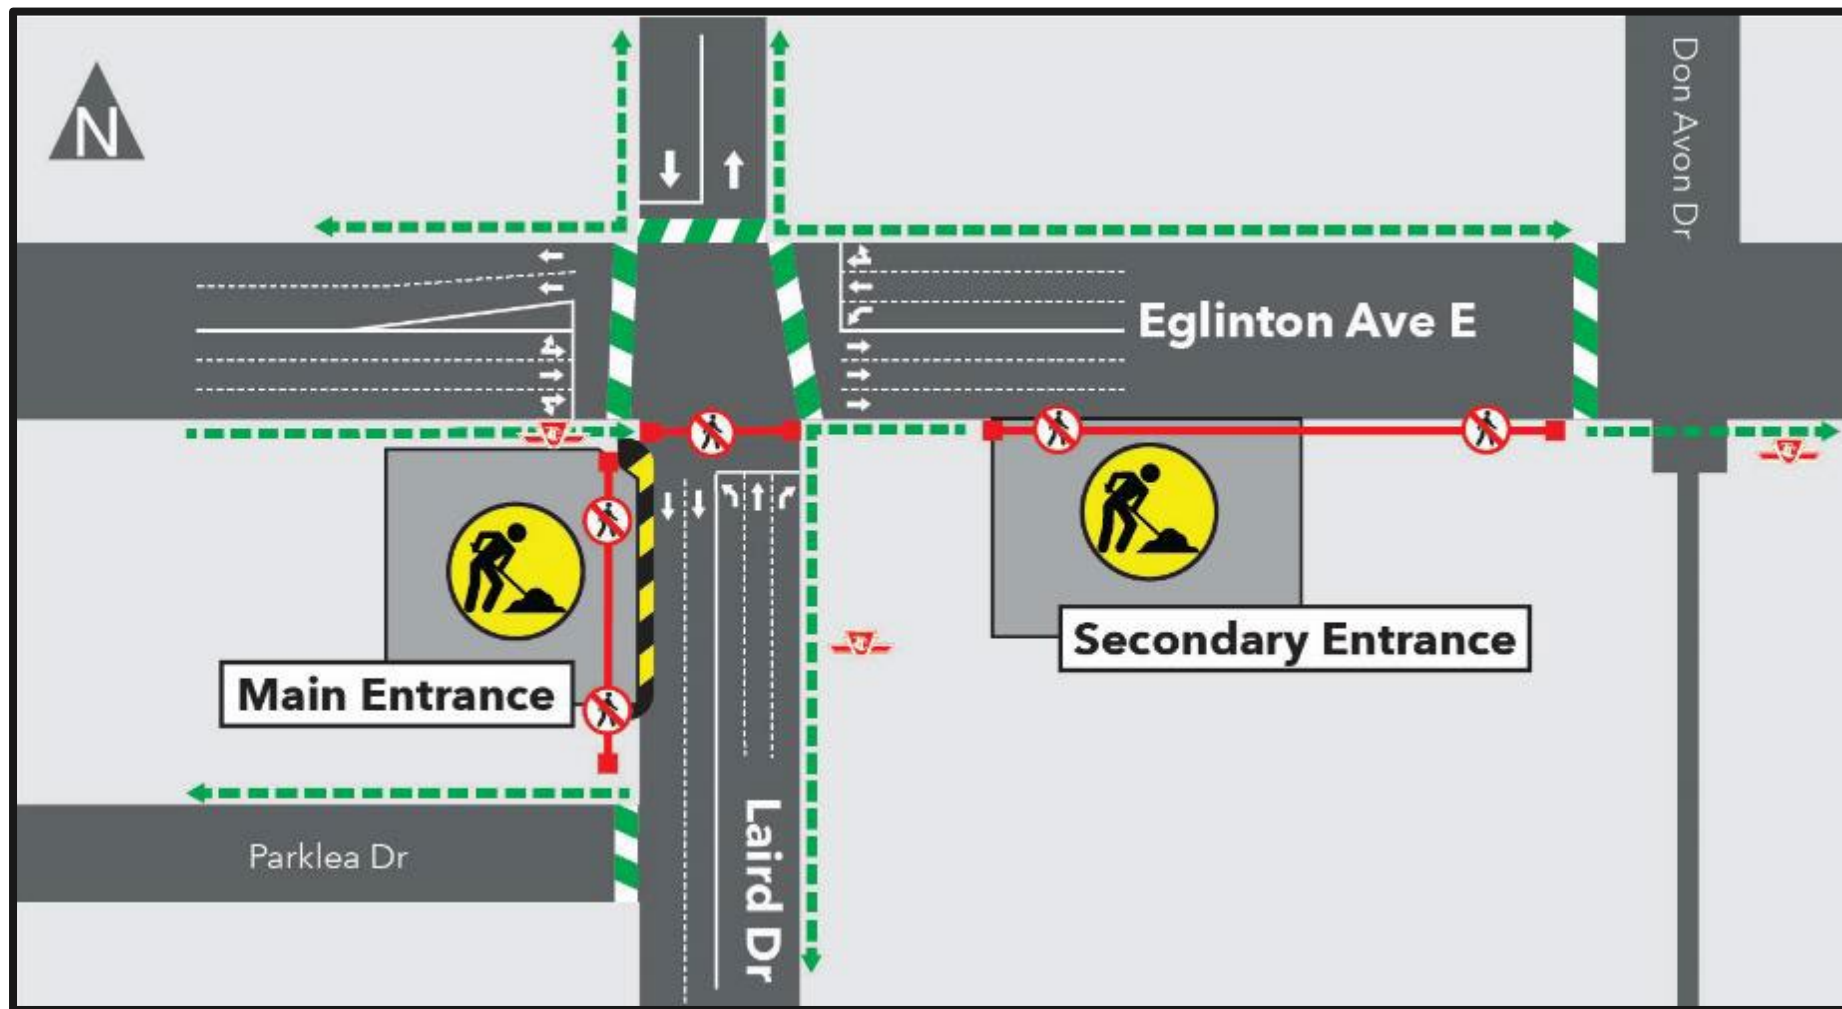 N
Don Avon Dr
Eglinton Ave E
Main Entrance
Secondary Entrance
Parklea Dr
Laird Dr